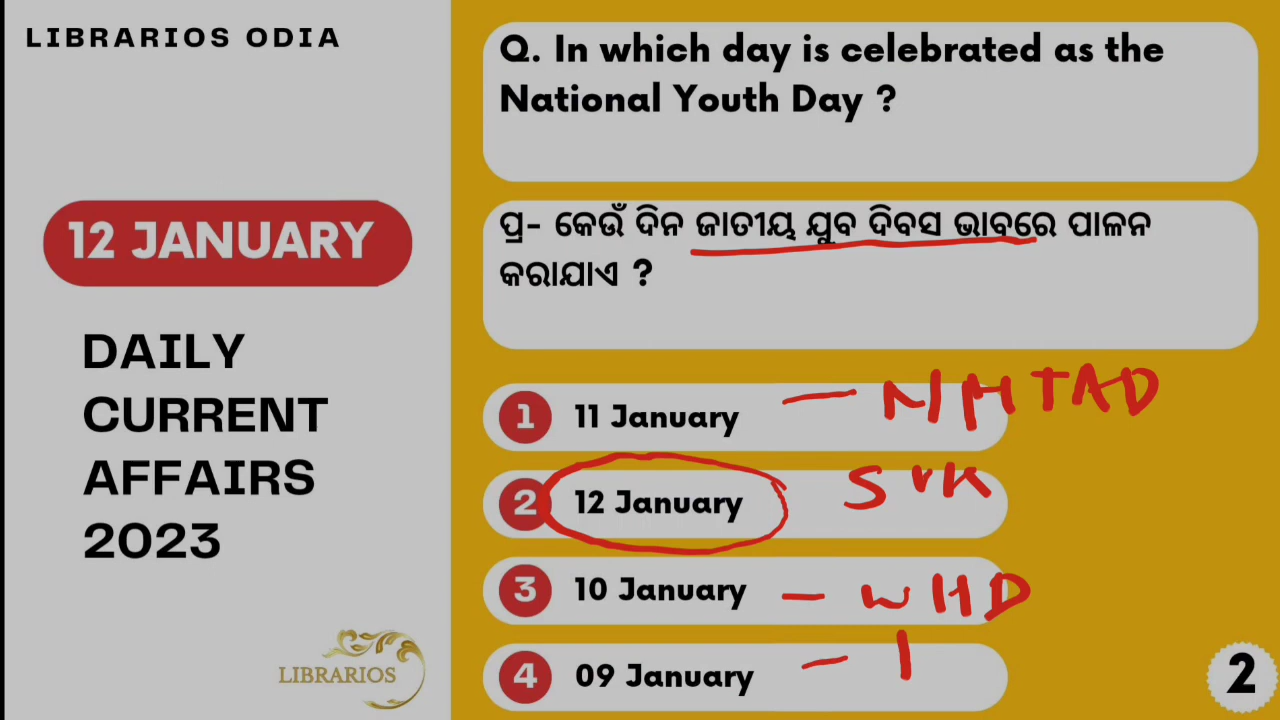 LIBRARIOS ODIA
12 JANUARY
DAILY
CURRENT
AFFAIRS
2023
LIBRARIOS
Q. In which day is celebrated as the
National Youth Day ?
ପ୍ର- କେଉଁ ଦିନ ଜାତୀୟ ଯୁବ ଦିବସ ଭାବରେ ପାଳନ
କରାଯାଏ ?
1 11 January - NHTAD
2 12 January SVK
3 10 January - WHD
4 09 January -
2